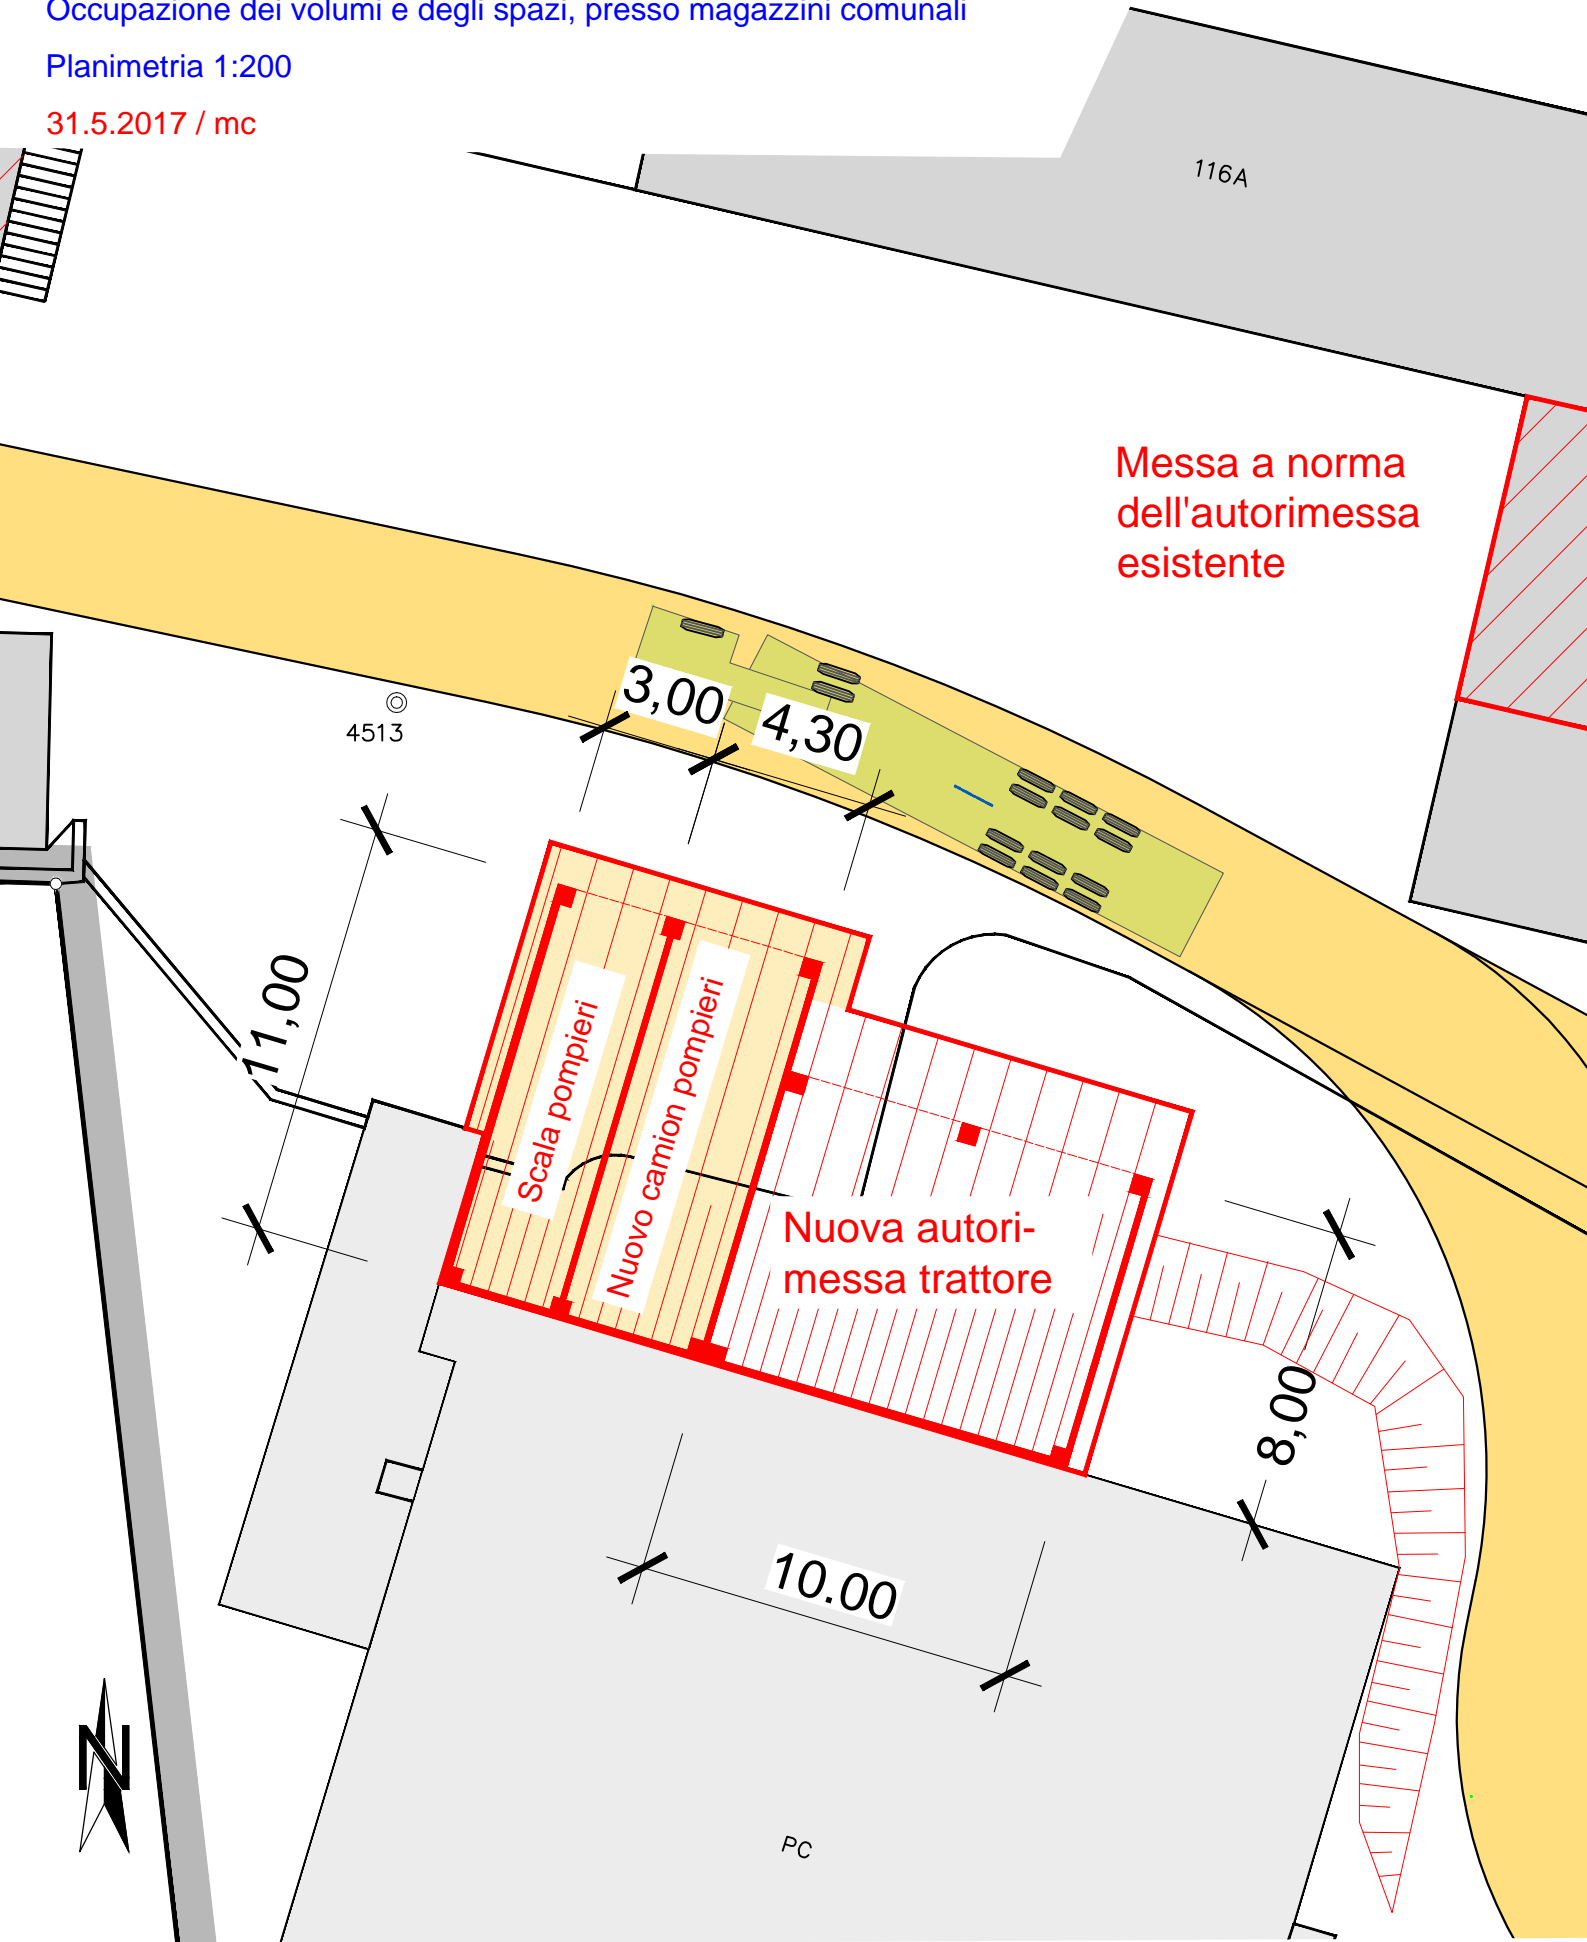 Occupazione dei volumi e degli spazi, presso magazzini comunali
Planimetria 1:200
31.5.2017 / mc
116A
Messa a norma
dell'autorimessa
esistente
3,00
4,30
4513
11,00
Scala pompieri
Nuovo camion pompieri
Nuova autori-
messa trattore
8,00
10.00
N
PC